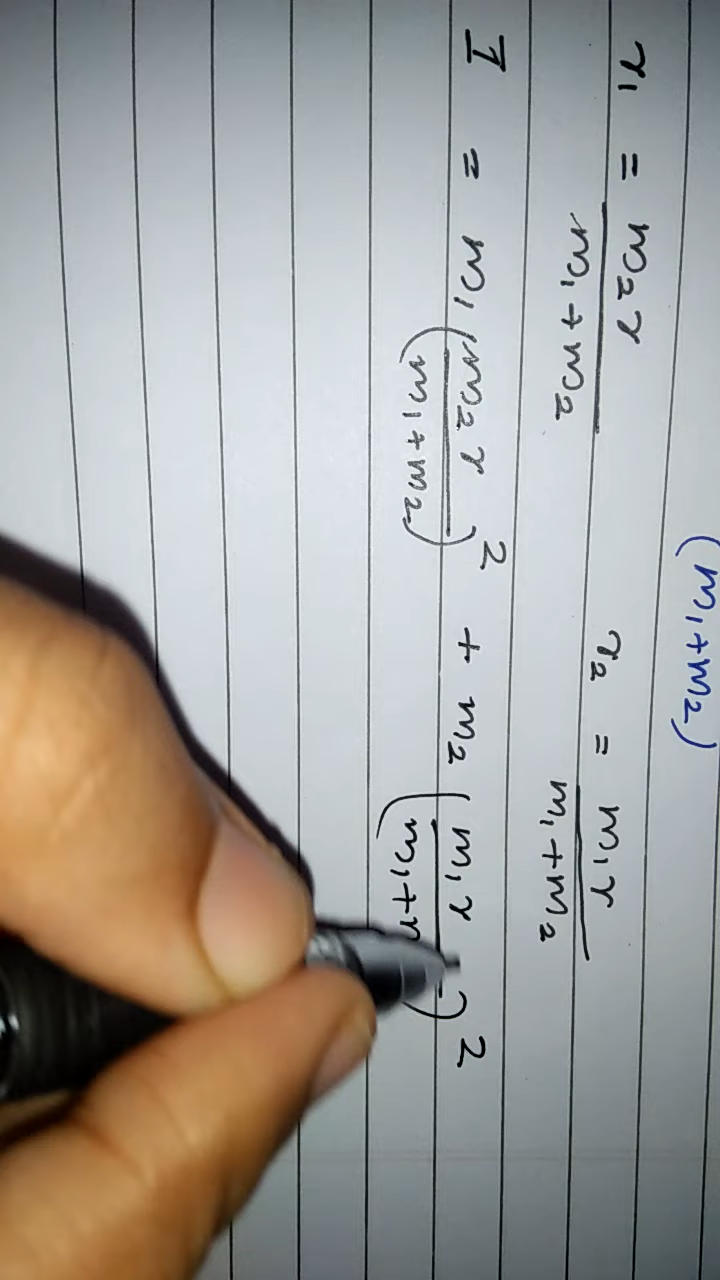 (m₁+m₂)
r₁ = m₂r / m₁+m₂   r₂ = m₁r / m₁+m₂
I = m₁ (m₂r / m₁+m₂)² + m₂ (m₁r / m₁+)²